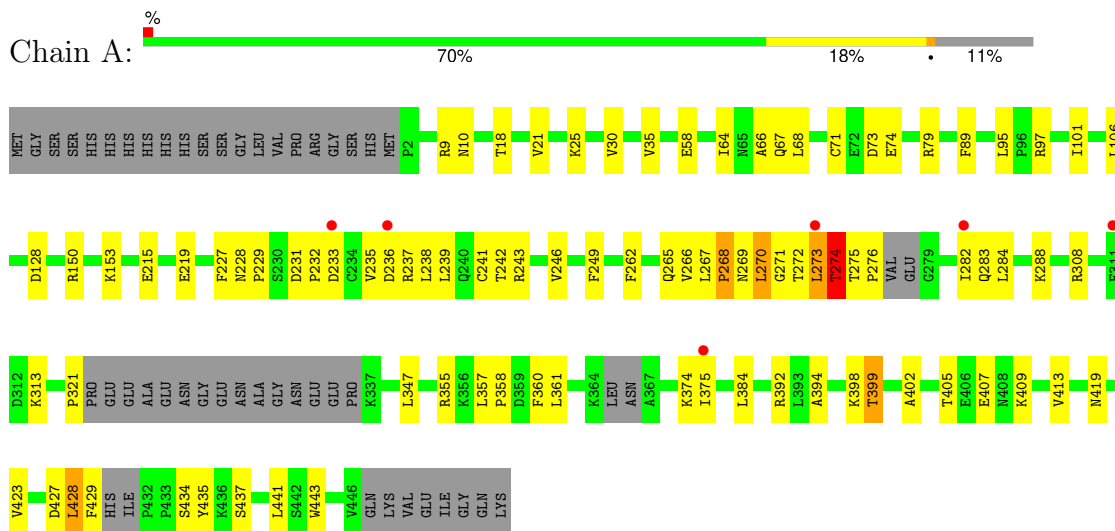 %
Chain A:
70% 18% • 11%
MET GLY SER SER HIS HIS HIS HIS HIS HIS SER SER GLY LEU VAL PRO ARG GLY SER HIS MET P2 R9 N10 T18 V21 K25 V30 V35 E58 I64 N65 A66 Q67 L68 C71 E72 D73 E74 R79 F89 L95 P96 R97 I101 L106
D128 R150 K153 E215 E219 F227 N228 P229 S230 D231 P232 D233 C234 V235 D236 R237 L238 L239 Q240 C241 T242 R243 V246 F249 F262 Q265 V266 L267 P268 N269 L270 G271 T272 L273 T274 T275 P276 VAL GLU G279 I282 Q283 L284 K288 R308 E311
D312 K313 P321 PRO GLU GLU ALA GLU ASN GLY GLU ASN ASN ALA GLY ASN GLU GLU PRO K337 L347 R355 K356 L357 P358 D359 F360 L361 K364 LEU ASN A367 K374 I375 L384 R392 L393 A394 K398 T399 A402 T405 E406 E407 N408 K409 V413 N419
V423 D427 L428 F429 HIS ILE P432 P433 S434 Y435 K436 S437 L441 S442 W443 V446 GLN LYS VAL GLU ILE GLY GLN LYS